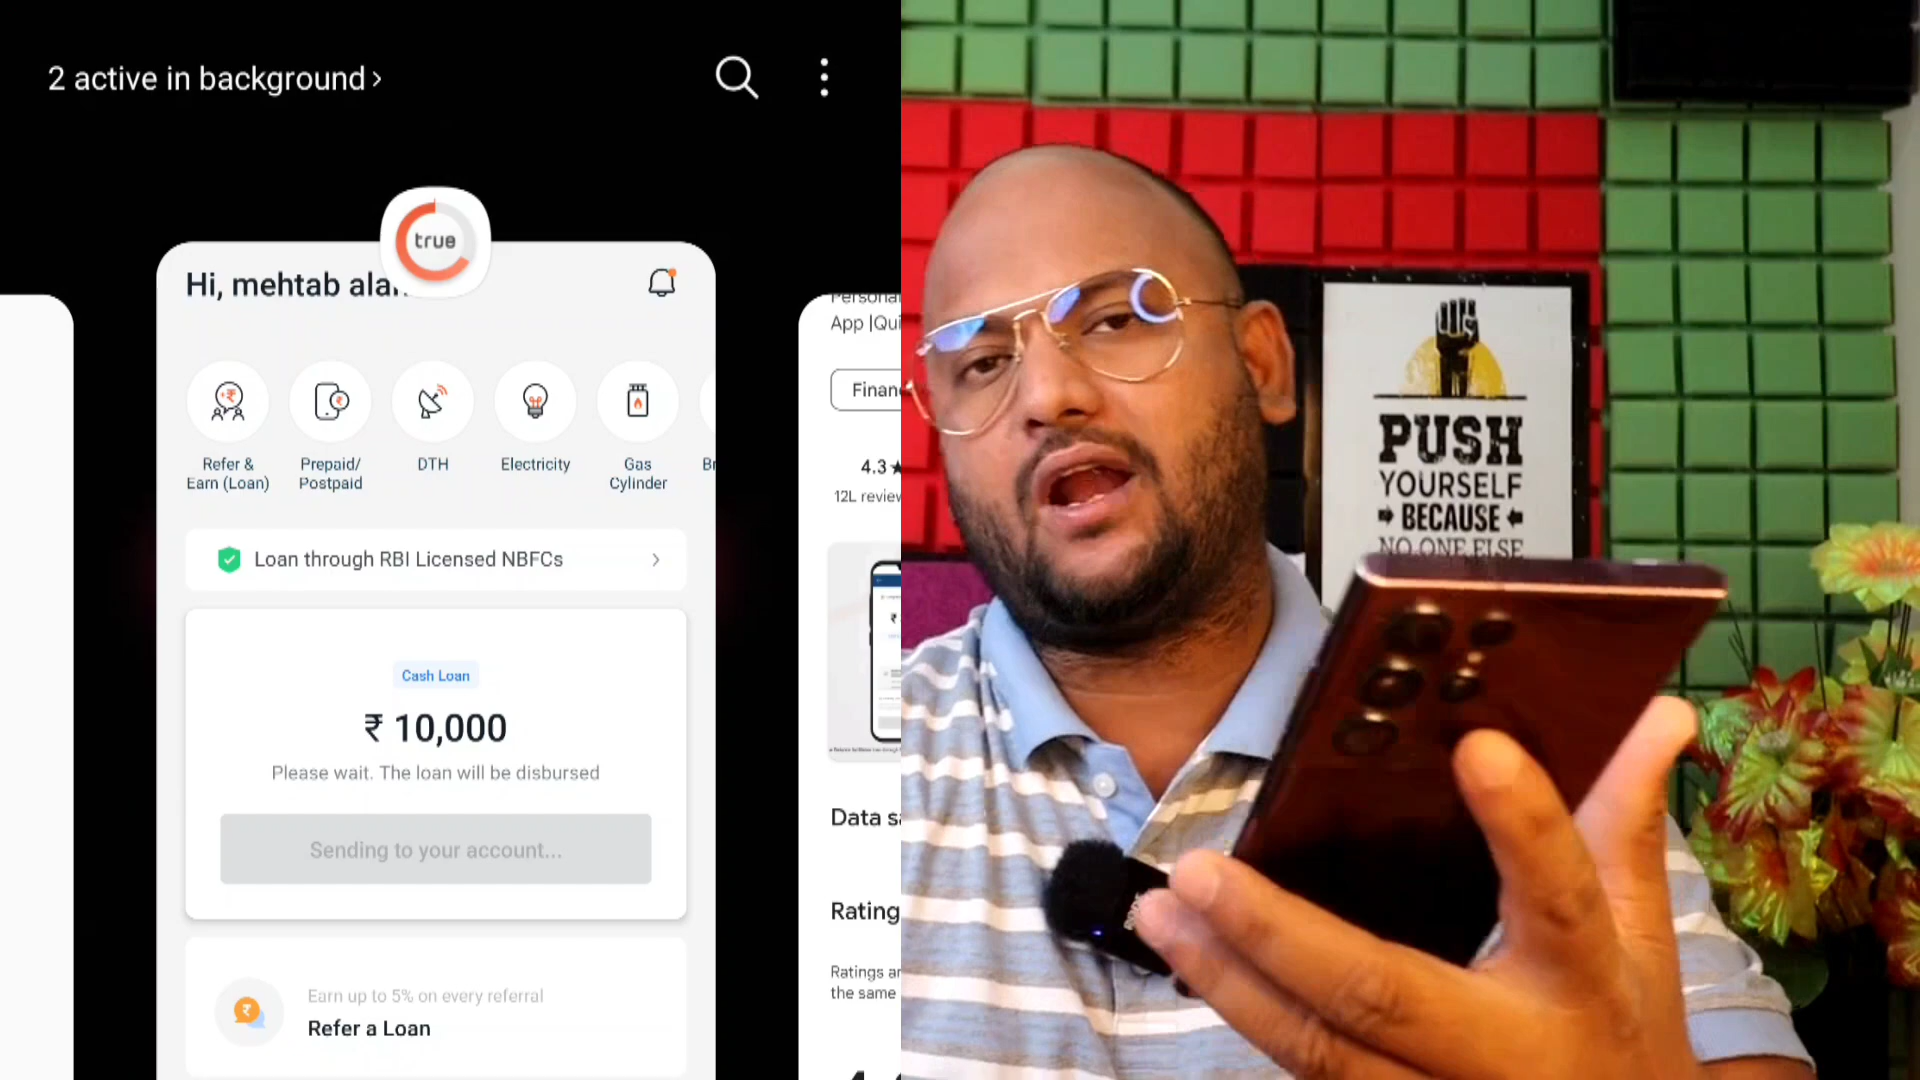 2 active in background >
true
Hi, mehtab
Refer &
Earn (Loan)
Prepaid/
Postpaid
DTH
Electricity
Gas
Cylinder
Loan through RBI Licensed NBFCs
Cash Loan
₹ 10,000
Please wait. The loan will be disbursed
Sending to your account...
Earn up to 5% on every referral
Refer a Loan
App
4.3★
12L
Data
Rating
Ratings
the same
PUSH
YOURSELF
BECAUSE
NO ONE ELSE